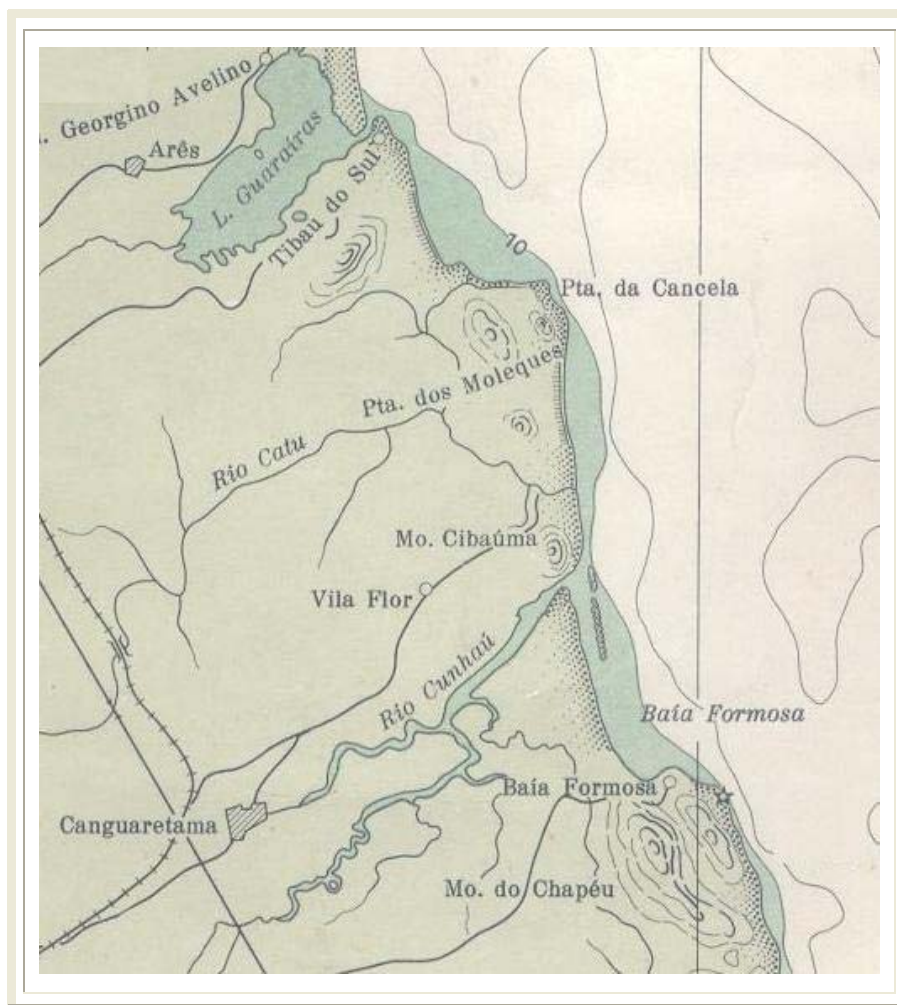 . Georgino Avelino
Arês
L. Guaraíras
Tibau do Sul
10
Pta. da Cancela
Pta. dos Moleques
Rio Catu
Mo. Cibaúma
Vila Flor
Rio Cunhaú
Baía Formosa
Baía Formosa
Canguaretama
Mo. do Chapéu